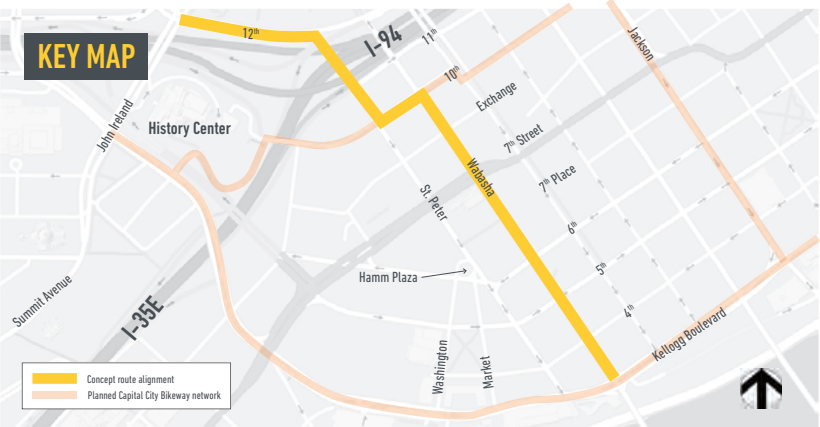 KEY MAP
12th
I-94
11th
10th
Jackson
Exchange
John Ireland
History Center
7th Street
Wabasha
7th Place
St. Peter
6th
Hamm Plaza
5th
Summit Avenue
I-35E
4th
Kellogg Boulevard
Washington
Market
Concept route alignment
Planned Capital City Bikeway network